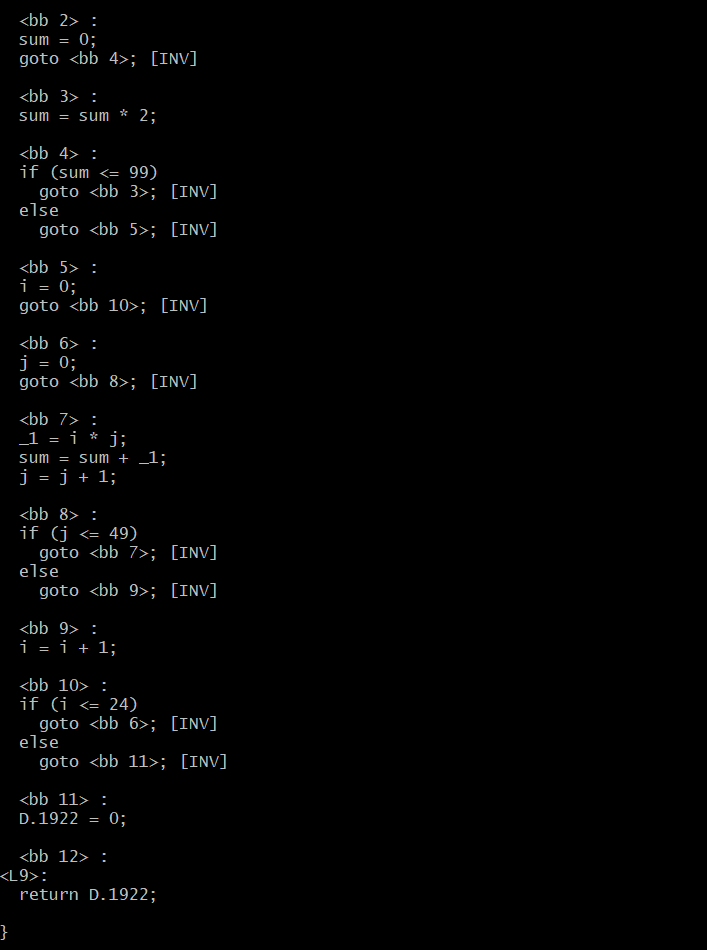 <bb 2> :
sum = 0;
goto <bb 4>; [INV]
<bb 3> :
sum = sum * 2;
<bb 4> :
if (sum <= 99)
goto <bb 3>; [INV]
else
goto <bb 5>; [INV]
<bb 5> :
i = 0;
goto <bb 10>; [INV]
<bb 6> :
j = 0;
goto <bb 8>; [INV]
<bb 7> :
_1 = i * j;
sum = sum + _1;
j = j + 1;
<bb 8> :
if (j <= 49)
goto <bb 7>; [INV]
else
goto <bb 9>; [INV]
<bb 9> :
i = i + 1;
<bb 10> :
if (i <= 24)
goto <bb 6>; [INV]
else
goto <bb 11>; [INV]
<bb 11> :
D.1922 = 0;
<bb 12> :
<L9>:
return D.1922;
}